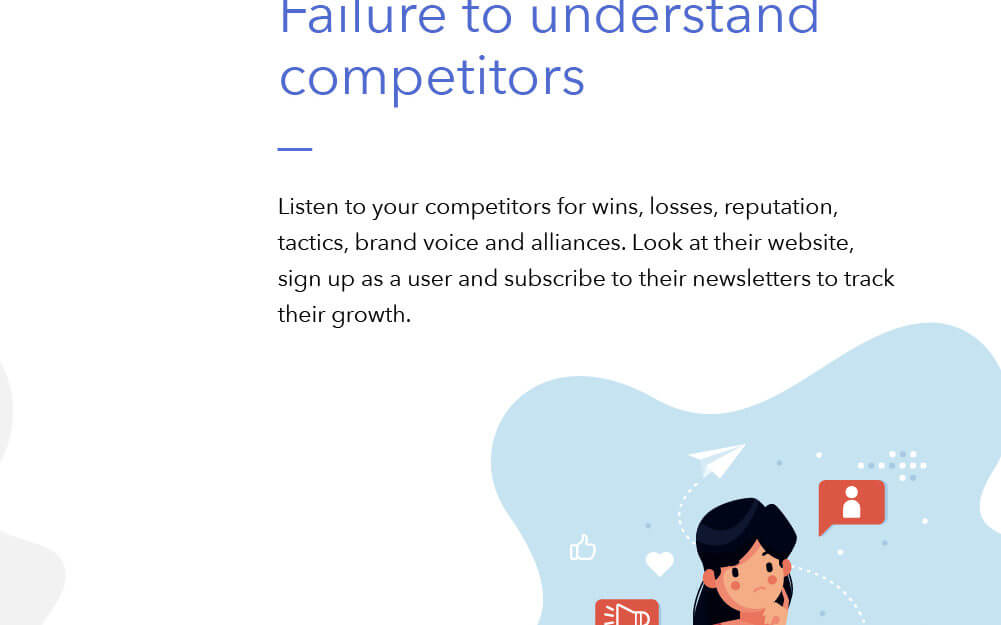 Failure to understand
competitors
Listen to your competitors for wins, losses, reputation,
tactics, brand voice and alliances. Look at their website,
sign up as a user and subscribe to their newsletters to track
their growth.